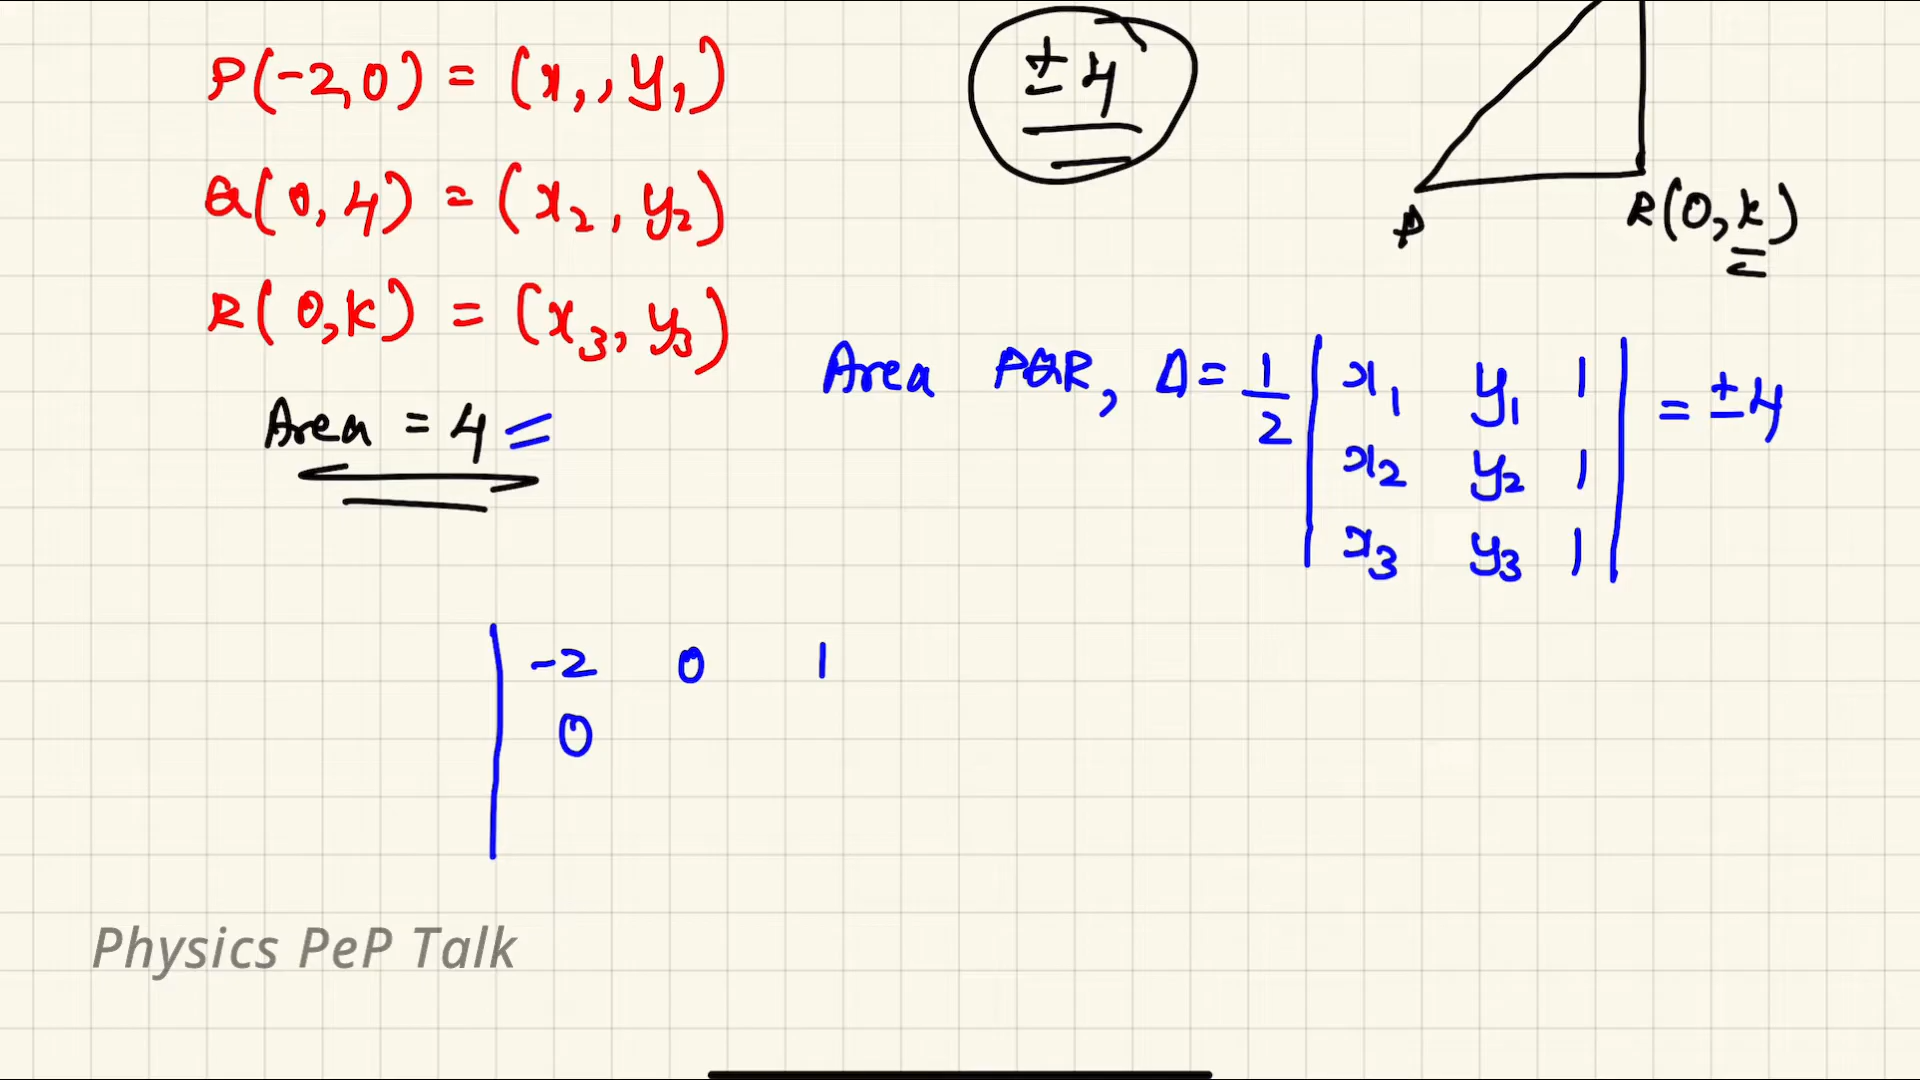 P(-2,0) = (x₁, y₁)
± 4
Q(0,4) = (x₂, y₂)
P
R(0,k)
R(0,k) = (x₃, y₃)
Area PQR, Δ = 1/2 | x₁ y₁ 1 | = ±4
x₂ y₂ 1
x₃ y₃ 1
Area = 4 =
-2 0 1
0
Physics PeP Talk